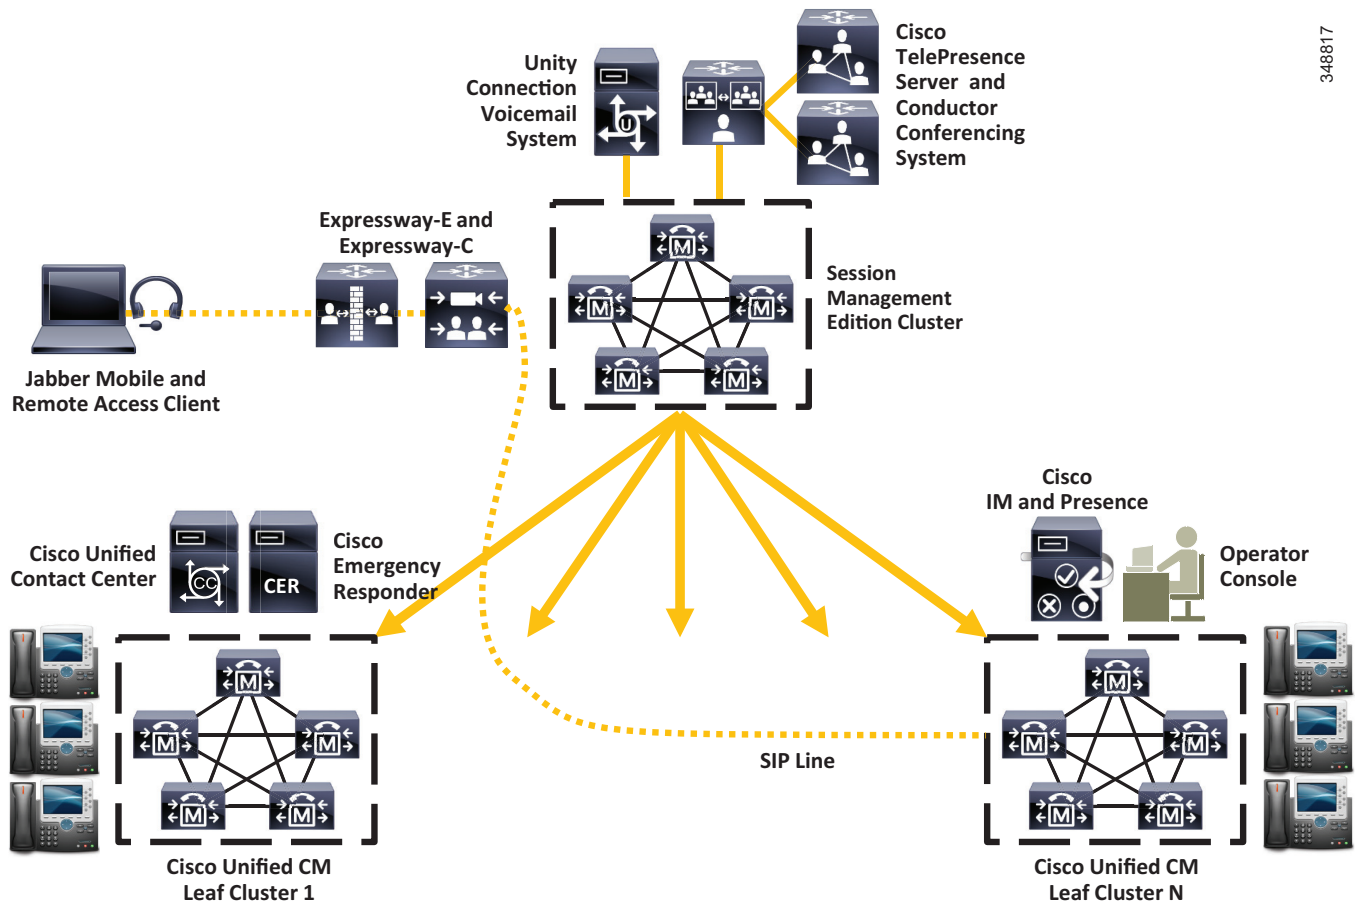 348817
Unity
Connection
Voicemail
System
U
Cisco
TelePresence
Server and
Conductor
Conferencing
System
Expressway-E and
Expressway-C
M
M
M
M
M
Session
Management
Edition Cluster
Jabber Mobile and
Remote Access Client
Cisco Unified
Contact Center
CC
CER
Cisco
Emergency
Responder
Cisco
IM and Presence
Operator
Console
M
M
M
M
M
SIP Line
M
M
M
M
M
Cisco Unified CM
Leaf Cluster 1
Cisco Unified CM
Leaf Cluster N